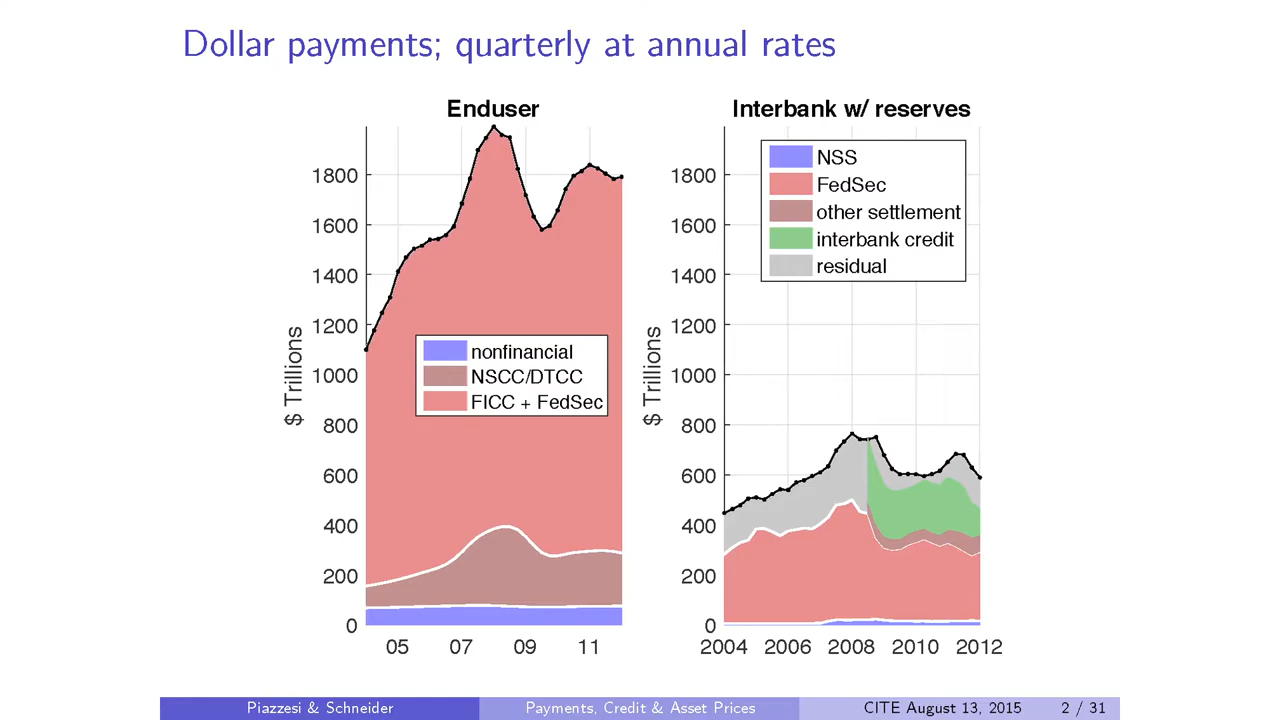 Dollar payments; quarterly at annual rates
Enduser
$ Trillions
1800
1600
1400
1200
1000
800
600
400
200
0
05 07 09 11
nonfinancial
NSCC/DTCC
FICC + FedSec
Interbank w/ reserves
$ Trillions
1800
1600
1400
1200
1000
800
600
400
200
0
2004 2006 2008 2010 2012
NSS
FedSec
other settlement
interbank credit
residual
Piazzesi & Schneider Payments, Credit & Asset Prices CITE August 13, 2015 2 / 31